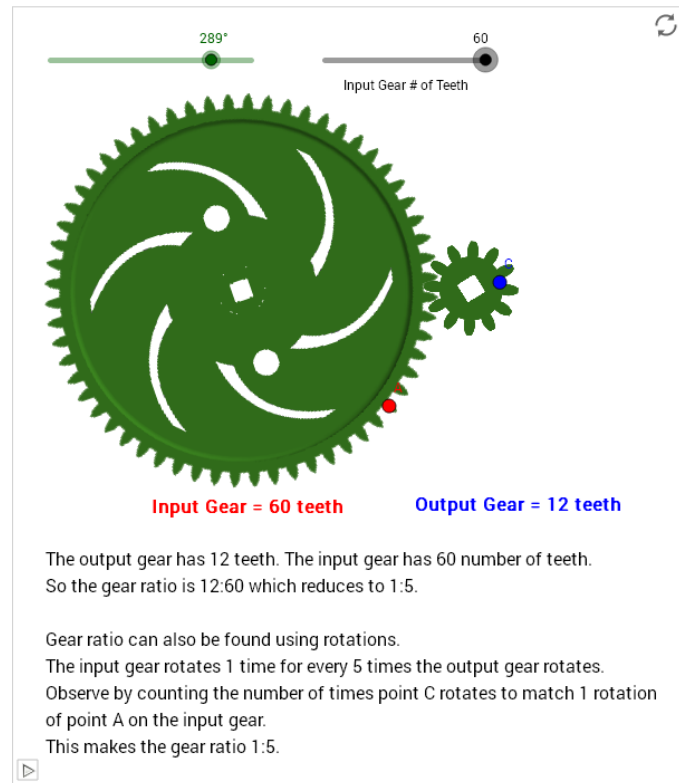 289°
60
Input Gear # of Teeth
C
Input Gear = 60 teeth
Output Gear = 12 teeth
The output gear has 12 teeth. The input gear has 60 number of teeth.
So the gear ratio is 12:60 which reduces to 1:5.
Gear ratio can also be found using rotations.
The input gear rotates 1 time for every 5 times the output gear rotates.
Observe by counting the number of times point C rotates to match 1 rotation
of point A on the input gear.
This makes the gear ratio 1:5.